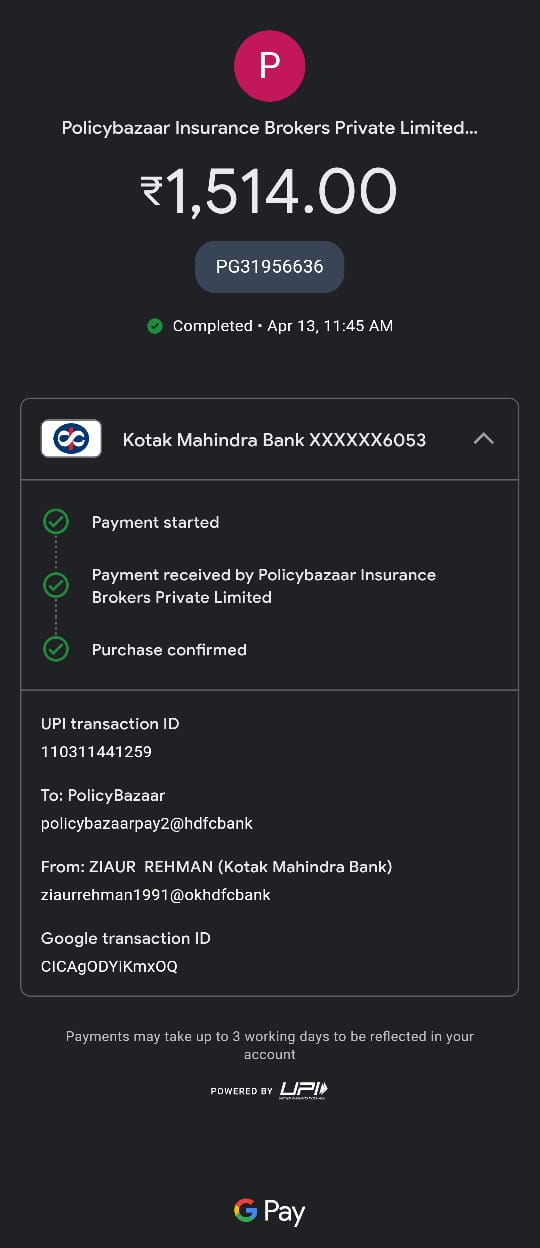 P
Policybazaar Insurance Brokers Private Limited...
₹1,514.00
PG31956636
Completed • Apr 13, 11:45 AM
Kotak Mahindra Bank XXXXXX6053
Payment started
Payment received by Policybazaar Insurance
Brokers Private Limited
Purchase confirmed
UPI transaction ID
110311441259
To: PolicyBazaar
policybazaarpay2@hdfcbank
From: ZIAUR REHMAN (Kotak Mahindra Bank)
ziaurrehman1991@okhdfcbank
Google transaction ID
CICAgODYiKmxOQ
Payments may take up to 3 working days to be reflected in your
account
POWERED BY UPI
G Pay